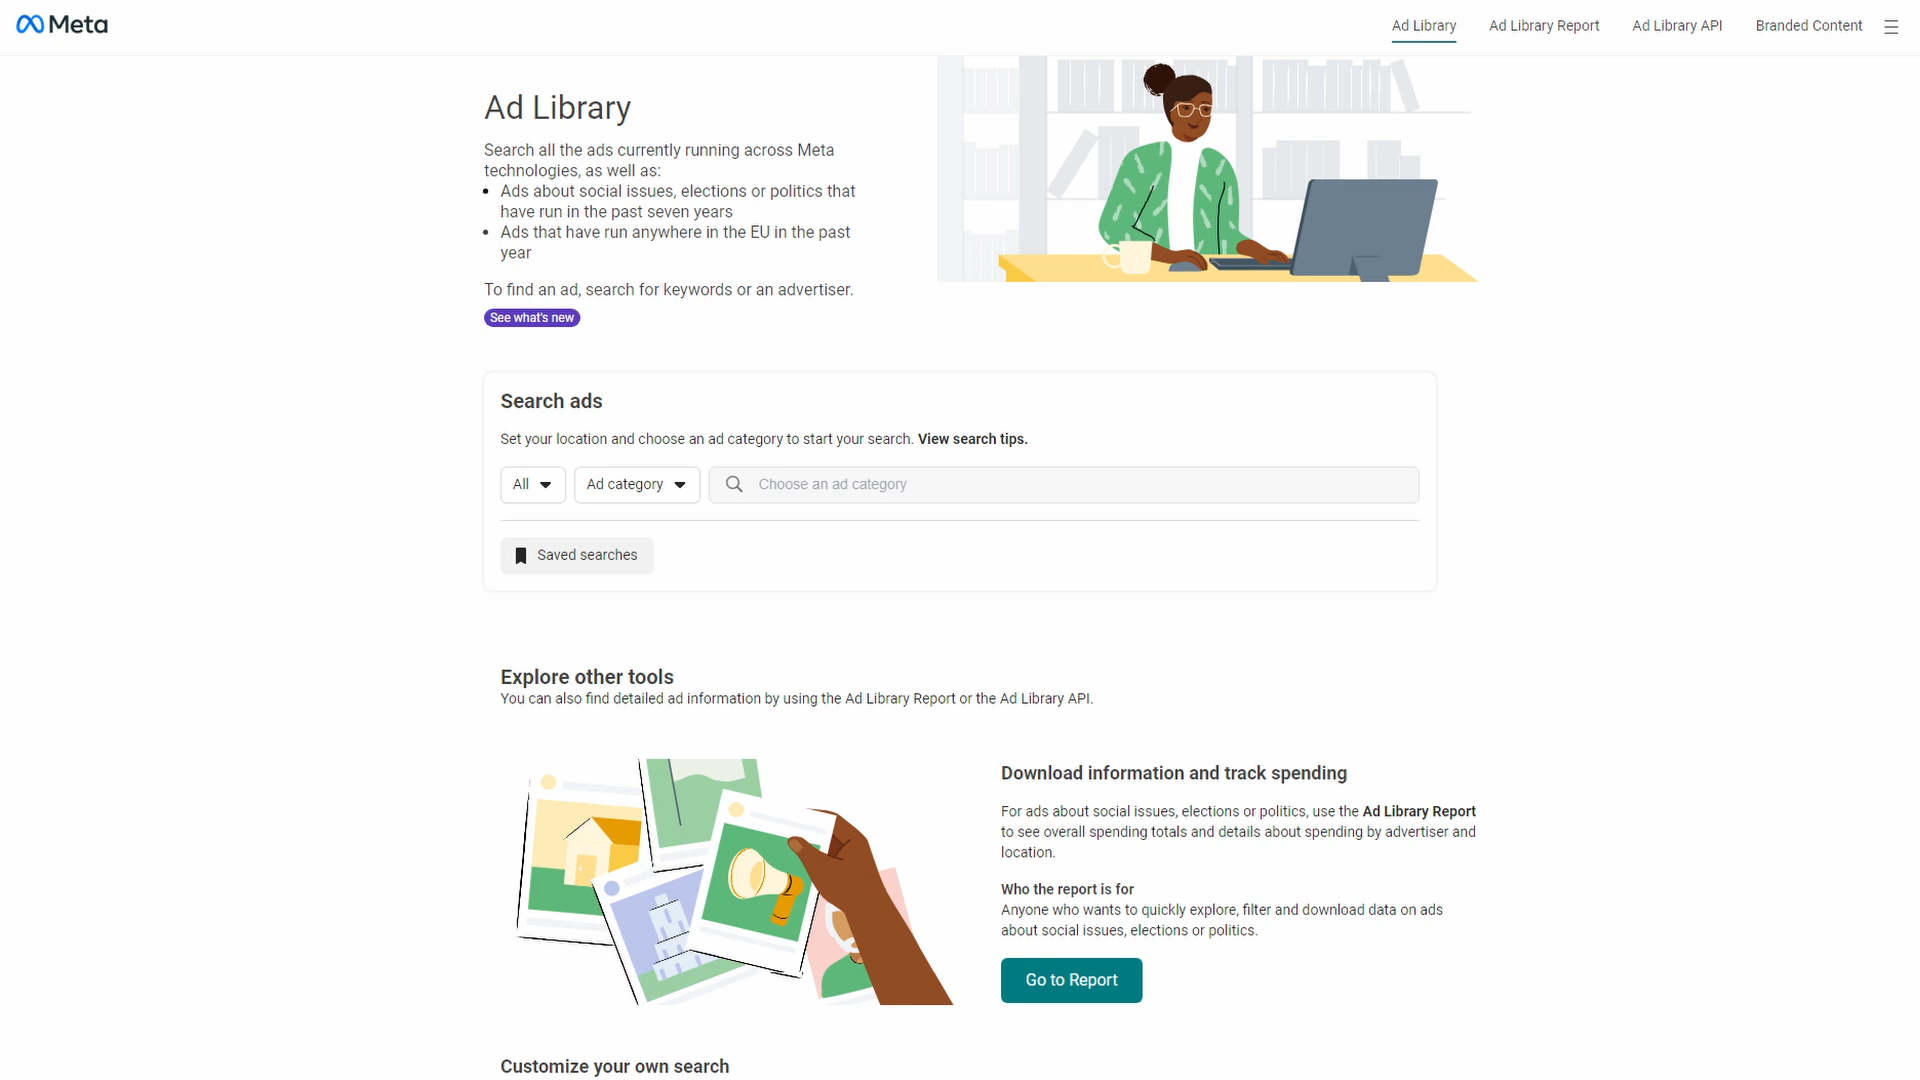 Meta
Ad Library
Ad Library Report
Ad Library API
Branded Content
Ad Library
Search all the ads currently running across Meta
technologies, as well as:
Ads about social issues, elections or politics that
have run in the past seven years
Ads that have run anywhere in the EU in the past
year
To find an ad, search for keywords or an advertiser.
See what's new
Search ads
Set your location and choose an ad category to start your search. View search tips.
All
Ad category
Choose an ad category
Saved searches
Explore other tools
You can also find detailed ad information by using the Ad Library Report or the Ad Library API.
Download information and track spending
For ads about social issues, elections or politics, use the Ad Library Report
to see overall spending totals and details about spending by advertiser and
location.
Who the report is for
Anyone who wants to quickly explore, filter and download data on ads
about social issues, elections or politics.
Go to Report
Customize your own search